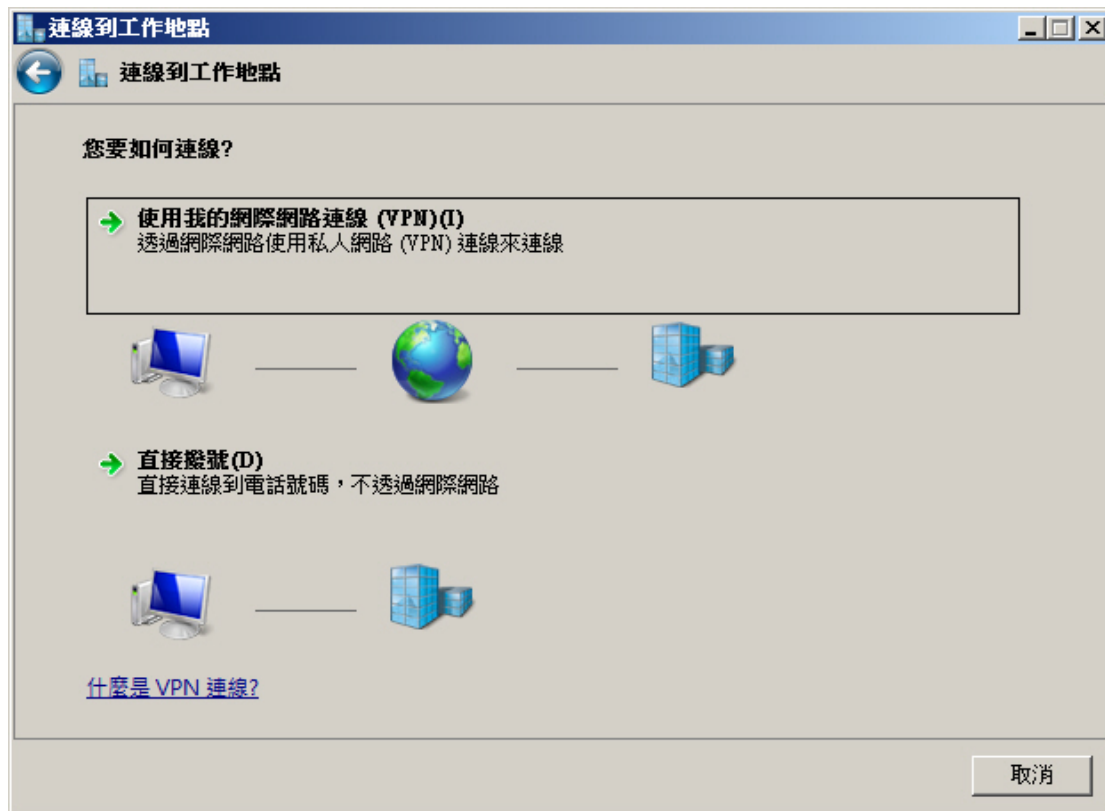 連線到工作地點
連線到工作地點
您要如何連線?
使用我的網際網路連線 (VPN)(I)
透過網際網路使用私人網路 (VPN) 連線來連線
直接撥號(D)
直接連線到電話號碼，不透過網際網路
什麼是 VPN 連線?
取消